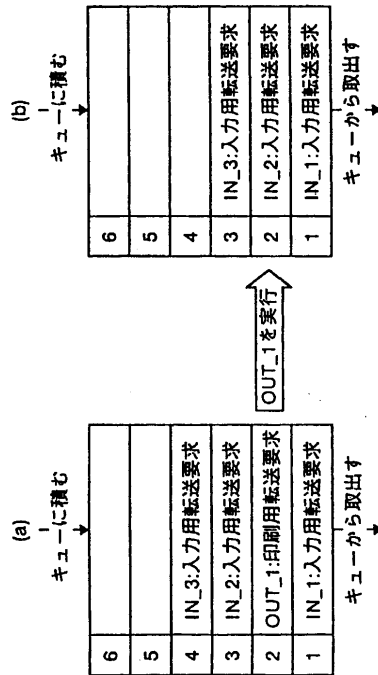 (a)
キューに積む
6
5
4 IN_3:入力用転送要求
3 IN_2:入力用転送要求
2 OUT_1:印刷用転送要求
1 IN_1:入力用転送要求
キューから取出す
OUT_1を実行
(b)
キューに積む
6
5
4
3 IN_3:入力用転送要求
2 IN_2:入力用転送要求
1 IN_1:入力用転送要求
キューから取出す